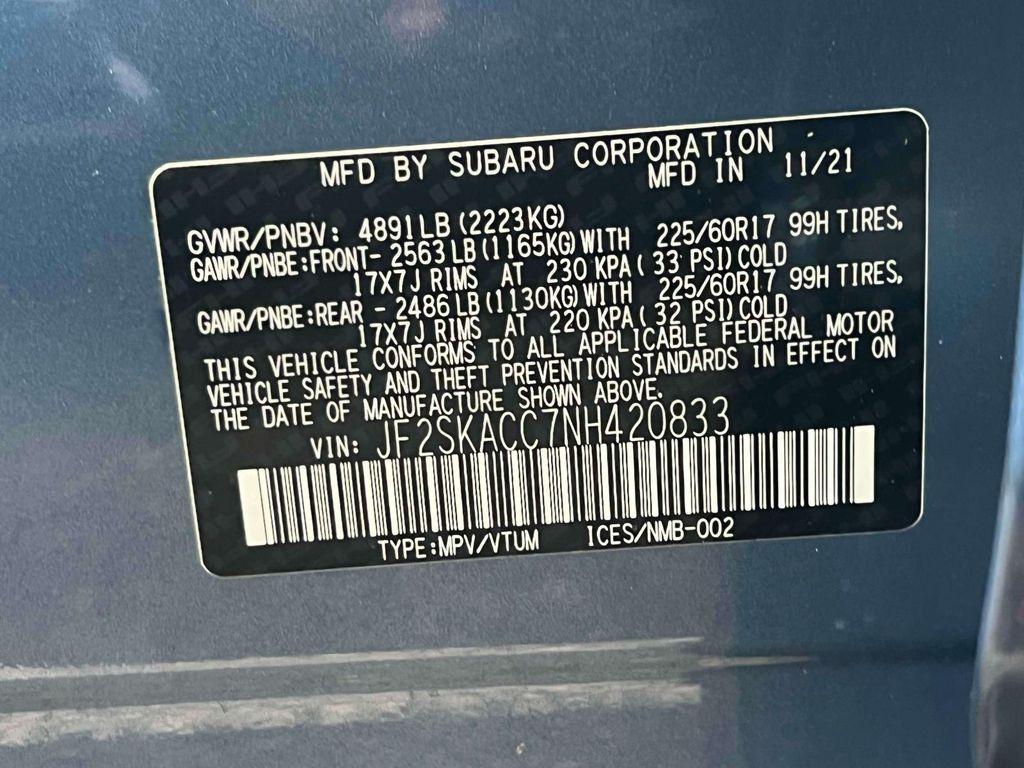 MFD BY SUBARU CORPORATION
MFD IN 11/21
GVWR/PNBV: 4891LB (2223KG)
GAWR/PNBE:FRONT- 2563LB(1165KG)WITH 225/60R17 99H TIRES,
17X7J RIMS AT 230 KPA( 33 PSI)COLD
GAWR/PNBE:REAR - 2486LB(1130KG)WITH 225/60R17 99H TIRES,
17X7J RIMS AT 220 KPA( 32 PSI)COLD
THIS VEHICLE CONFORMS TO ALL APPLICABLE FEDERAL MOTOR
VEHICLE SAFETY AND THEFT PREVENTION STANDARDS IN EFFECT ON
THE DATE OF MANUFACTURE SHOWN ABOVE.
VIN: JF2SKACC7NH420833
TYPE:MPV/VTUM ICES/NMB-002